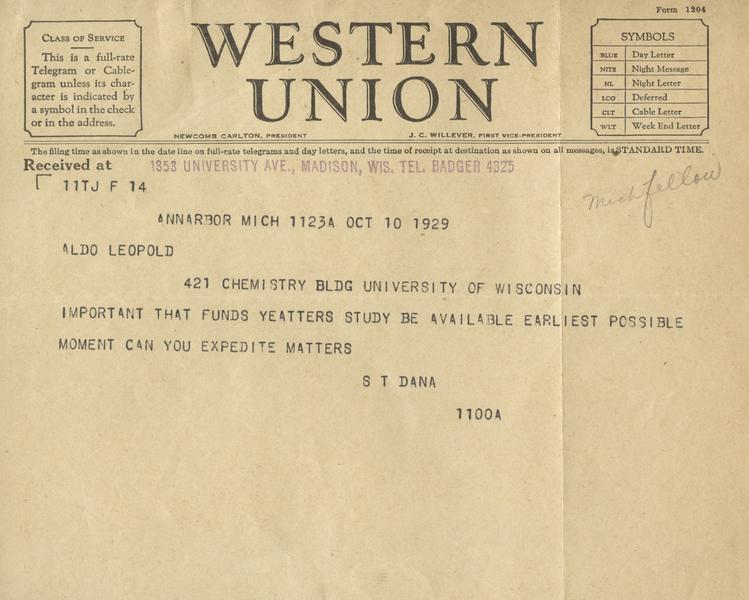 Form 1204
CLASS OF SERVICE
This is a full-rate
Telegram or Cable-
gram unless its char-
acter is indicated by
a symbol in the check
or in the address.
WESTERN
UNION
NEWCOMB CARLTON, PRESIDENT
J. C. WILLEVER, FIRST VICE-PRESIDENT
SYMBOLS
BLUE Day Letter
NITE Night Message
NL Night Letter
LCO Deferred
CLT Cable Letter
WLT Week End Letter
The filing time as shown in the date line on full-rate telegrams and day letters, and the time of receipt at destination as shown on all messages, is STANDARD TIME.
Received at 1353 UNIVERSITY AVE., MADISON, WIS. TEL. BADGER 4325
11TJ F 14
Mich fellow
ANNARBOR MICH 1123A OCT 10 1929
ALDO LEOPOLD
421 CHEMISTRY BLDG UNIVERSITY OF WISCONSIN
IMPORTANT THAT FUNDS YEATTERS STUDY BE AVAILABLE EARLIEST POSSIBLE
MOMENT CAN YOU EXPEDITE MATTERS
S T DANA
1100A